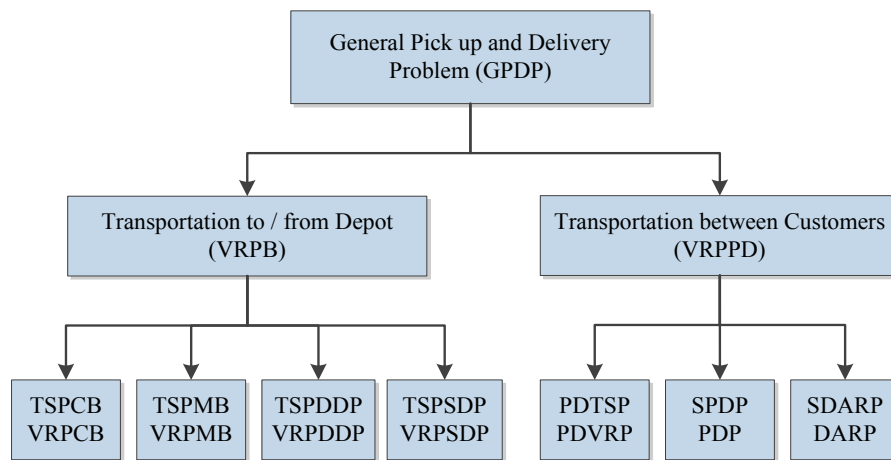 General Pick up and Delivery
Problem (GPDP)
Transportation to / from Depot
(VRPB)
Transportation between Customers
(VRPPD)
TSPCB
VRPCB
TSPMB
VRPMB
TSPDDP
VRPDDP
TSPSDP
VRPSDP
PDTSP
PDVRP
SPDP
PDP
SDARP
DARP